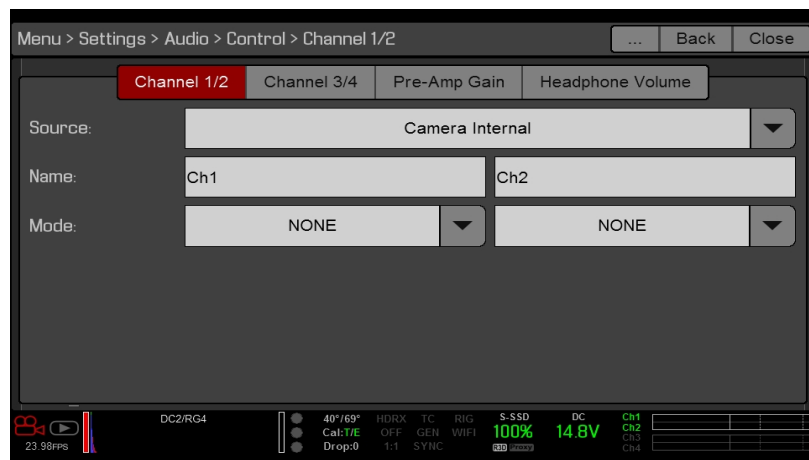 Menu > Settings > Audio > Control > Channel 1/2 ... Back Close
Channel 1/2 Channel 3/4 Pre-Amp Gain Headphone Volume
Source: Camera Internal
Name: Ch1 Ch2
Mode: NONE NONE
DC2/RG4 40°/69° HDRX TC RIG S-SSD DC Ch1
Cal:T/E OFF GEN WIFI 100% 14.8V Ch2
23.98FPS Drop:0 1:1 SYNC R3D Proxy Ch3
Ch4